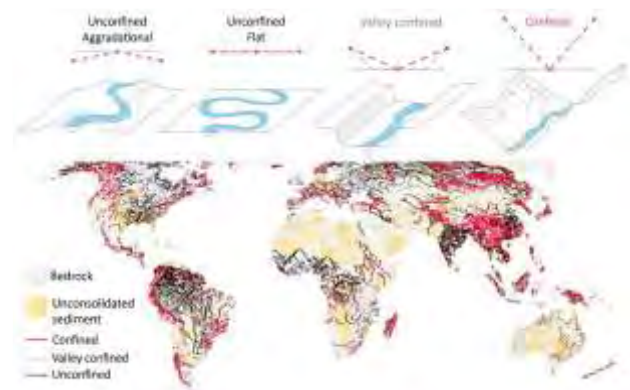 Unconfined
Aggradational
Unconfined
Flat
Valley confined
Confined
Bedrock
Unconsolidated
sediment
Confined
Valley confined
Unconfined